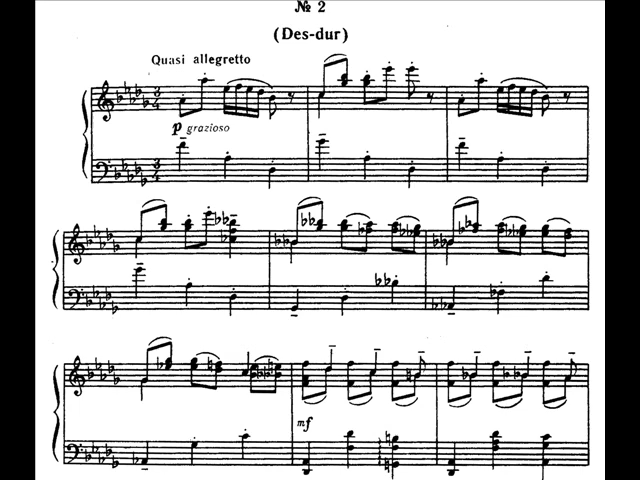 № 2
(Des-dur)
Quasi allegretto
p grazioso
mf